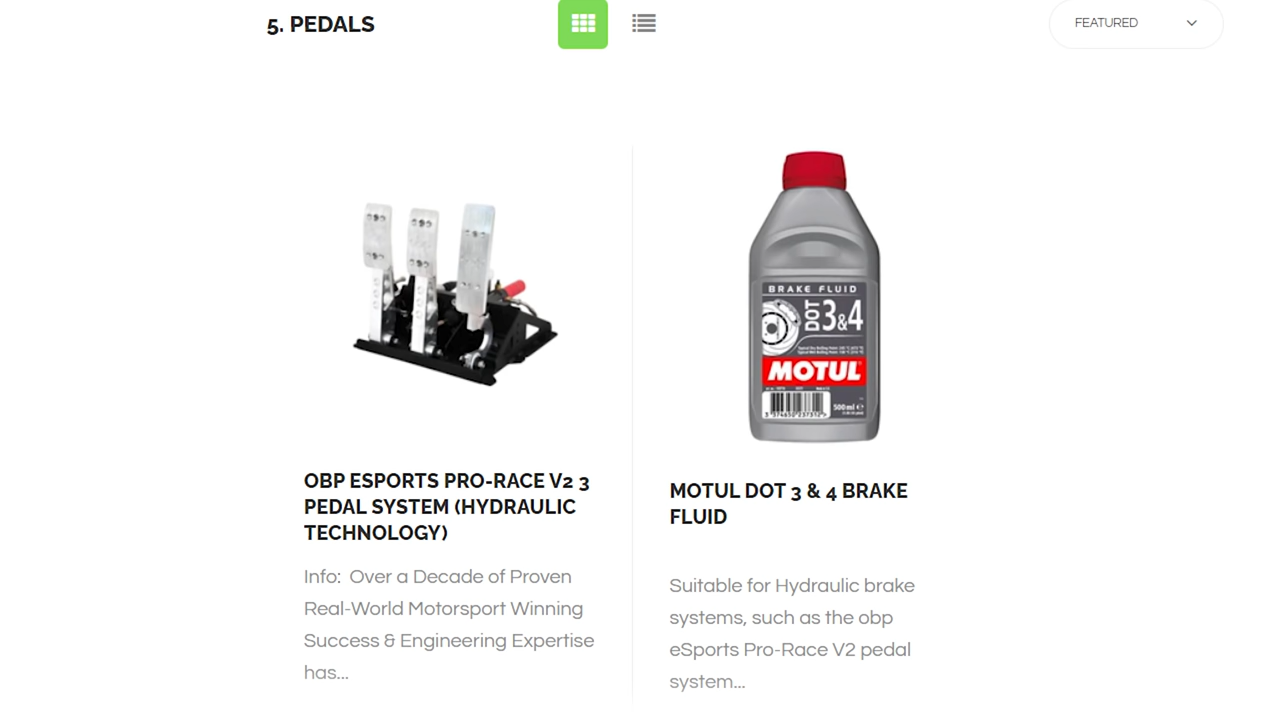 5. PEDALS
FEATURED
BRAKE FLUID
DOT 3&4
MOTUL
500 ml
OBP ESPORTS PRO-RACE V2 3
PEDAL SYSTEM (HYDRAULIC
TECHNOLOGY)
Info:  Over a Decade of Proven
Real-World Motorsport Winning
Success & Engineering Expertise
has...
MOTUL DOT 3 & 4 BRAKE
FLUID
Suitable for Hydraulic brake
systems, such as the obp
eSports Pro-Race V2 pedal
system...